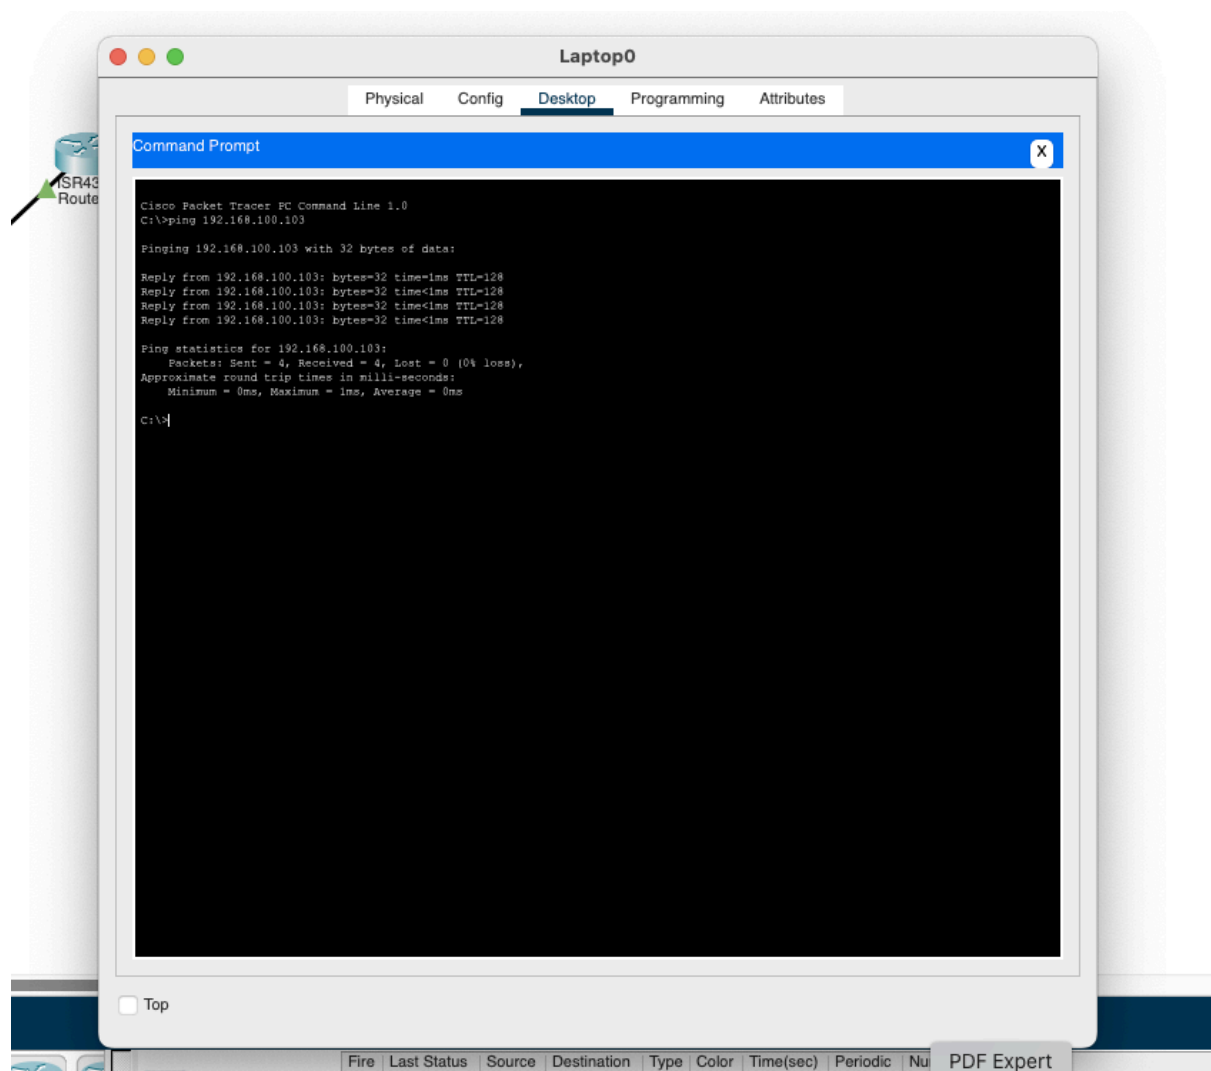 Laptop0
Physical Config Desktop Programming Attributes
Command Prompt
X
ISR43
Route
Cisco Packet Tracer PC Command Line 1.0
C:\>ping 192.168.100.103
Pinging 192.168.100.103 with 32 bytes of data:
Reply from 192.168.100.103: bytes=32 time=1ms TTL=128
Reply from 192.168.100.103: bytes=32 time<1ms TTL=128
Reply from 192.168.100.103: bytes=32 time<1ms TTL=128
Reply from 192.168.100.103: bytes=32 time<1ms TTL=128
Ping statistics for 192.168.100.103:
Packets: Sent = 4, Received = 4, Lost = 0 (0% loss),
Approximate round trip times in milli-seconds:
Minimum = 0ms, Maximum = 1ms, Average = 0ms
C:\>
Top
Fire Last Status Source Destination Type Color Time(sec) Periodic Nu
PDF Expert